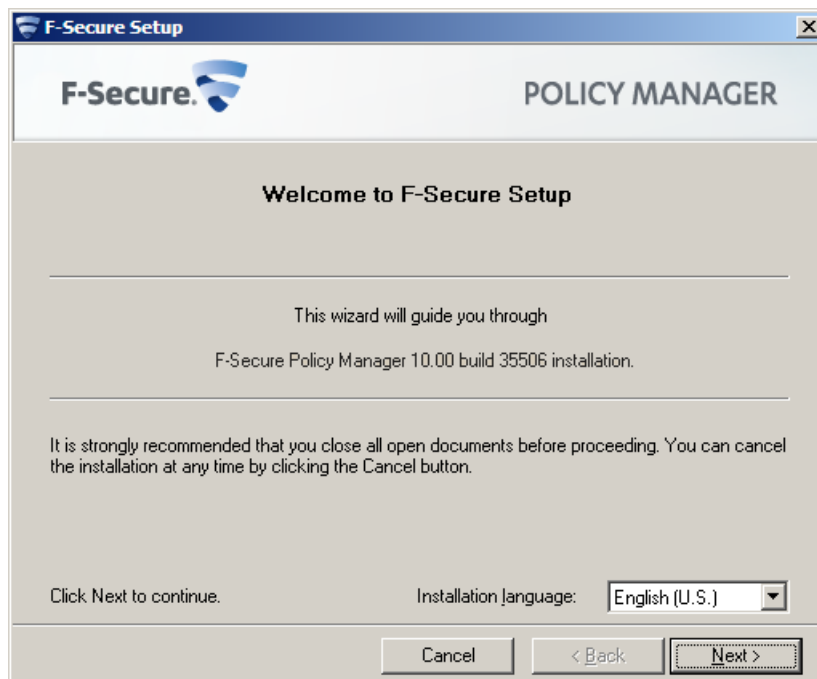 F-Secure Setup
F-Secure.
POLICY MANAGER
Welcome to F-Secure Setup
This wizard will guide you through
F-Secure Policy Manager 10.00 build 35506 installation.
It is strongly recommended that you close all open documents before proceeding. You can cancel
the installation at any time by clicking the Cancel button.
Click Next to continue.
Installation language:
English (U.S.)
Cancel
< Back
Next >